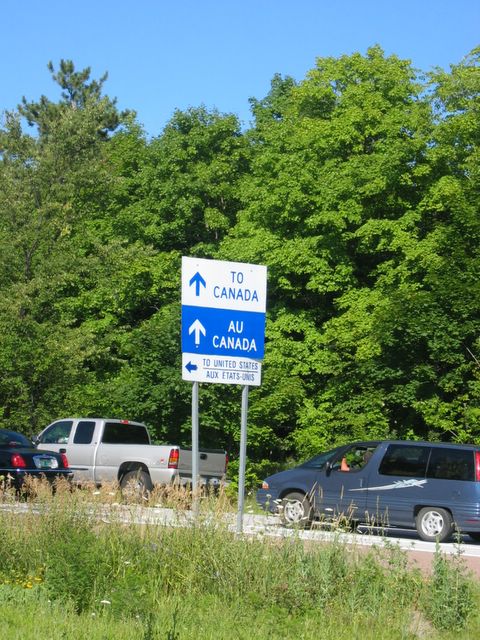 TO
CANADA
AU
CANADA
TO UNITED STATES
AUX ETATS-UNIS